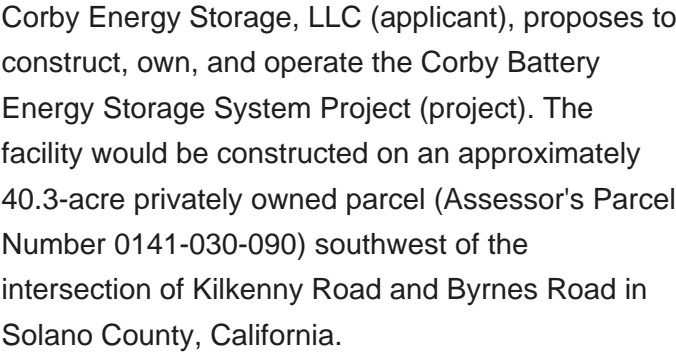 Corby Energy Storage, LLC (applicant), proposes to
construct, own, and operate the Corby Battery
Energy Storage System Project (project). The
facility would be constructed on an approximately
40.3-acre privately owned parcel (Assessor's Parcel
Number 0141-030-090) southwest of the
intersection of Kilkenny Road and Byrnes Road in
Solano County, California.